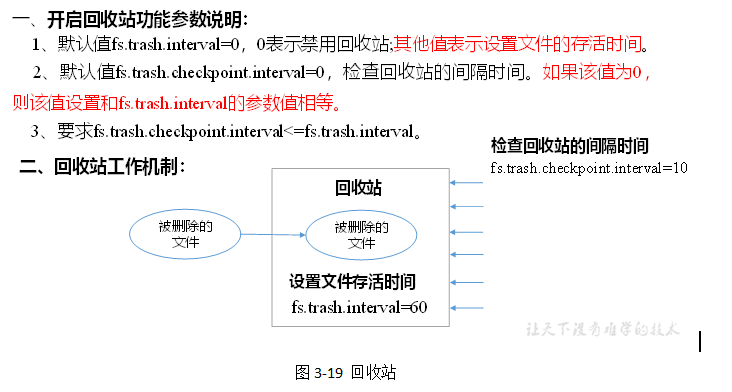 一、开启回收站功能参数说明：
1、默认值fs.trash.interval=0，0表示禁用回收站;其他值表示设置文件的存活时间。
2、默认值fs.trash.checkpoint.interval=0，检查回收站的间隔时间。如果该值为0，
则该值设置和fs.trash.interval的参数值相等。
3、要求fs.trash.checkpoint.interval<=fs.trash.interval。
二、回收站工作机制：
检查回收站的间隔时间
fs.trash.checkpoint.interval=10
回收站
被删除的
文件
被删除的
文件
设置文件存活时间
fs.trash.interval=60
让天下没有难学的技术
图 3-19 回收站